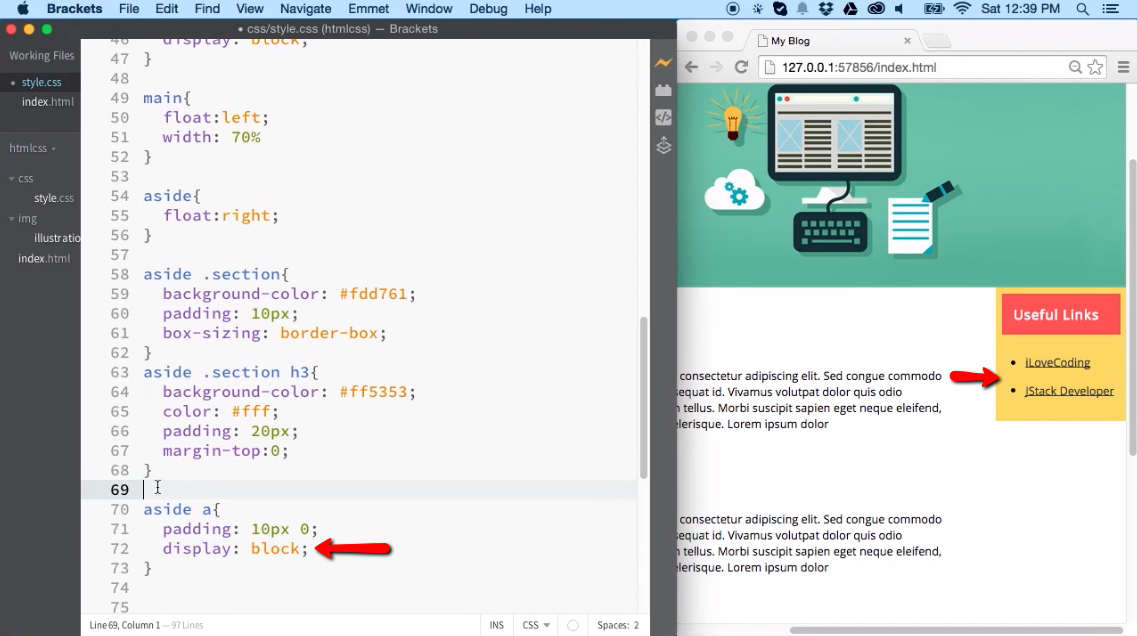 Brackets File Edit Find View Navigate Emmet Window Debug Help Sat 12:39 PM
• css/style.css (htmlcss) — Brackets
Working Files
• style.css
index.html
htmlcss
css
style.css
img
illustratio
index.html
46 display: block;
47 }
48
49 main{
50 float:left;
51 width: 70%
52 }
53
54 aside{
55 float:right;
56 }
57
58 aside .section{
59 background-color: #fdd761;
60 padding: 10px;
61 box-sizing: border-box;
62 }
63 aside .section h3{
64 background-color: #ff5353;
65 color: #fff;
66 padding: 20px;
67 margin-top:0;
68 }
69
70 aside a{
71 padding: 10px 0;
72 display: block;
73 }
74
75
Line 69, Column 1 — 97 Lines
INS CSS Spaces: 2
My Blog
127.0.0.1:57856/index.html
Useful Links
• iLoveCoding
• JStack Developer
consectetur adipiscing elit. Sed congue commodo
sequat id. Vivamus volutpat dolor quis odio
n tellus. Morbi suscipit sapien eget neque eleifend,
elerisque. Lorem ipsum dolor
consectetur adipiscing elit. Sed congue commodo
sequat id. Vivamus volutpat dolor quis odio
n tellus. Morbi suscipit sapien eget neque eleifend,
elerisque. Lorem ipsum dolor